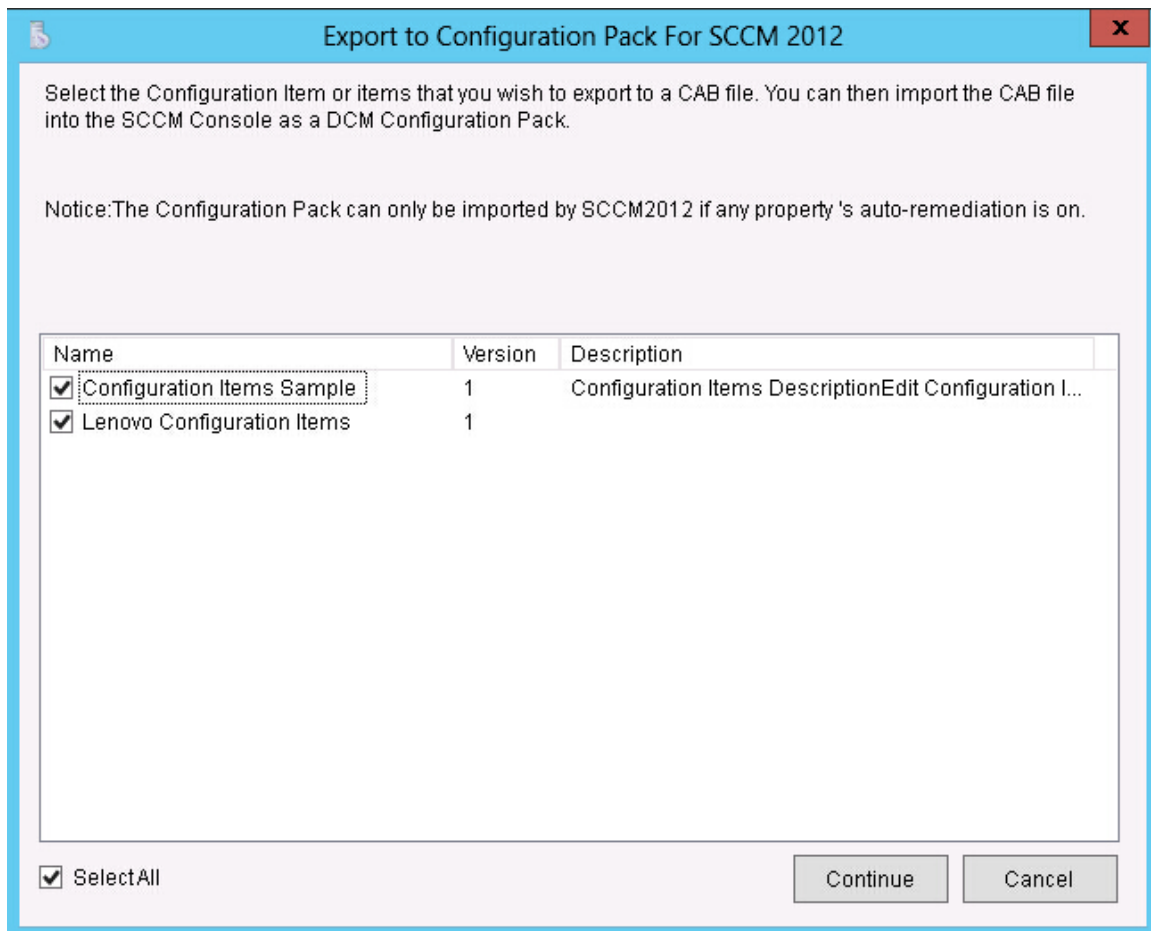 Export to Configuration Pack For SCCM 2012
x
Select the Configuration Item or items that you wish to export to a CAB file. You can then import the CAB file
into the SCCM Console as a DCM Configuration Pack.
Notice:The Configuration Pack can only be imported by SCCM2012 if any property 's auto-remediation is on.
Name Version Description
Configuration Items Sample 1 Configuration Items DescriptionEdit Configuration I...
Lenovo Configuration Items 1
Select All Continue Cancel